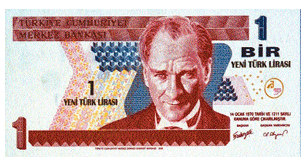 TÜRKİYE CUMHURİYET
MERKEZ BANKASI
1
BİR
YENİ TÜRK LİRASI
1
YENİ TÜRK LİRASI
14 OCAK 1970 TARİH VE 1211 SAYILI
KANUNA GÖRE ÇIKARILMIŞTIR.
1